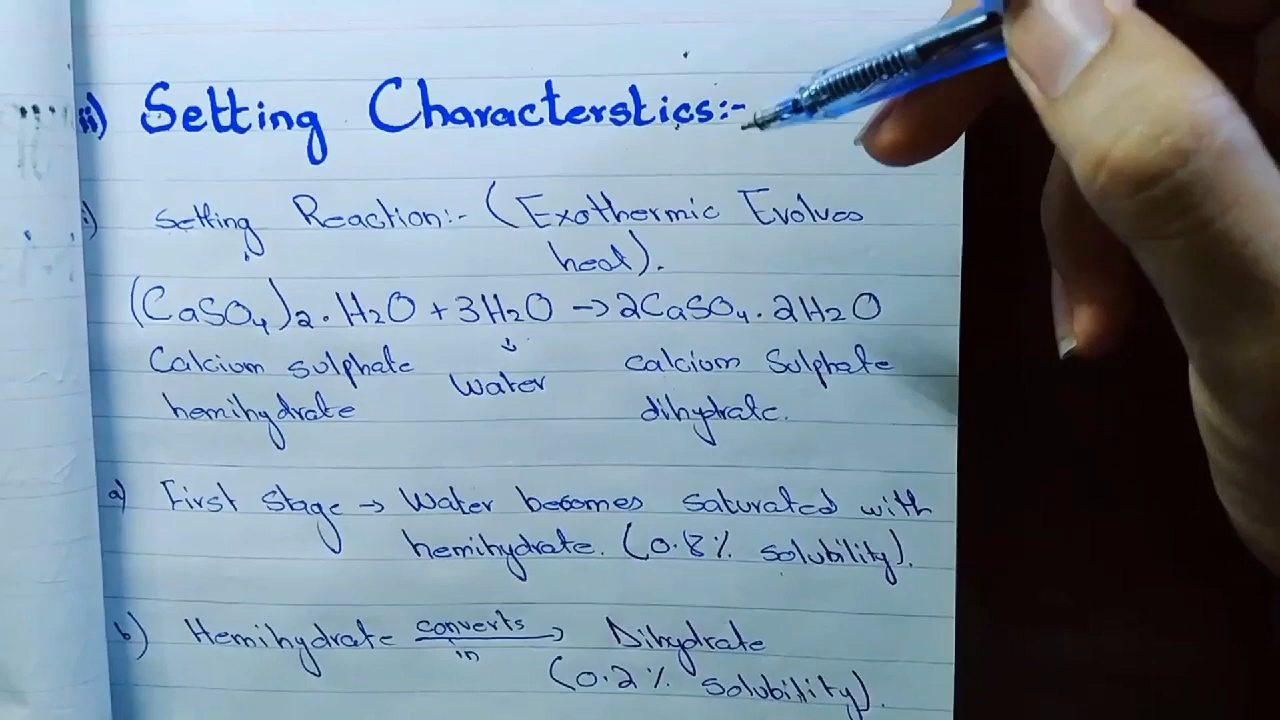 ii) Setting Characterstics:-
i) Setting Reaction:- (Exothermic Evolves
heat).
(CaSO4)2.H2O + 3H2O → 2CaSO4.2H2O
Calcium sulphate ↓ calcium Sulphate
hemihydrate Water dihydrate.
a) First stage → Water becomes saturated with
hemihydrate. (0.8% solubility).
b) Hemihydrate converts in → Dihydrate
(0.2% solubility).